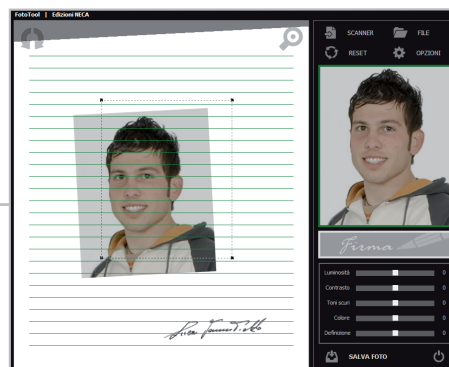 FotoTool | Edizioni NECA
SCANNER
FILE
RESET
OPZIONI
Firma
Luminosità 0
Contrasto 0
Toni scuri 0
Colore 0
Definizione 0
SALVA FOTO